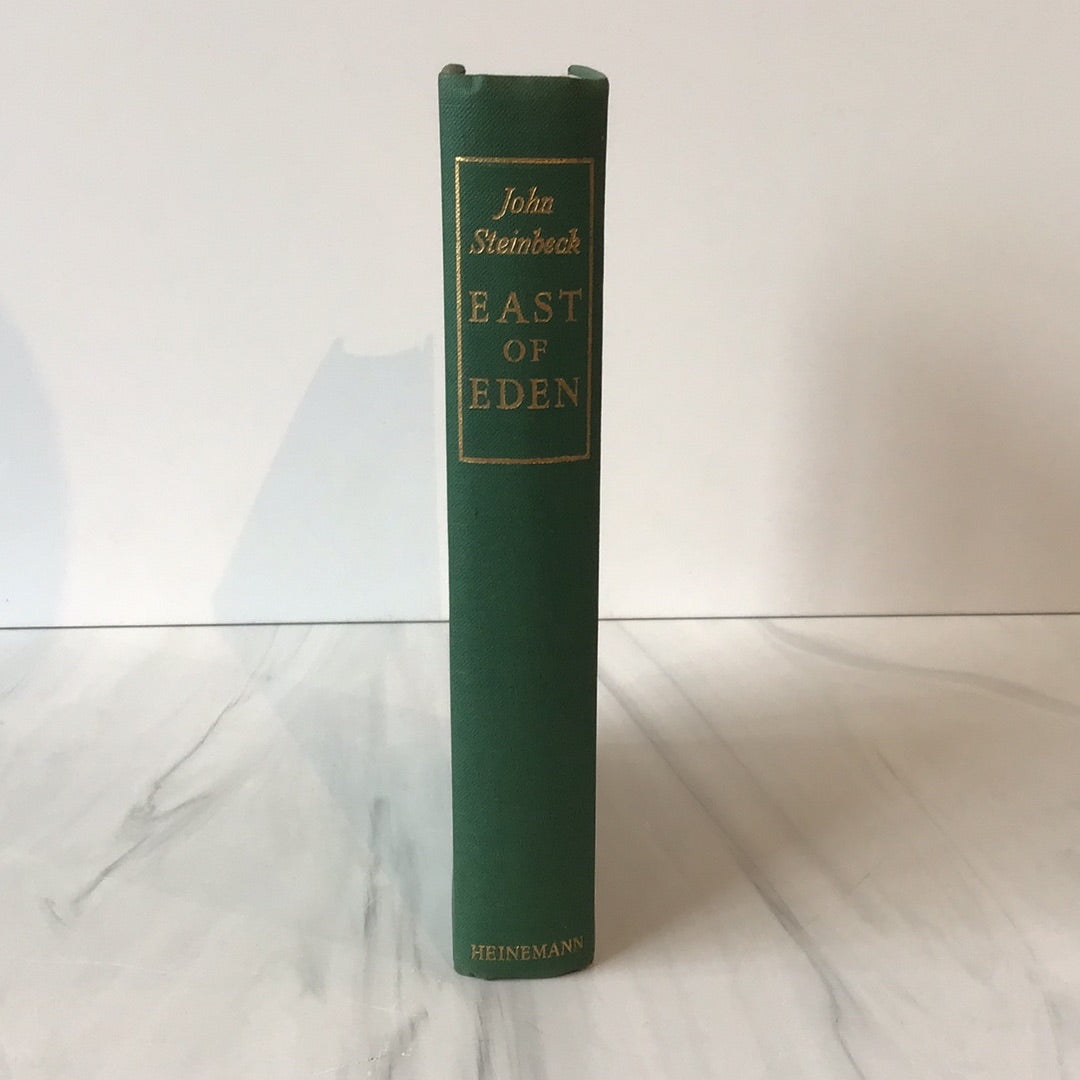 John
Steinbeck
EAST
OF
EDEN
HEINEMANN